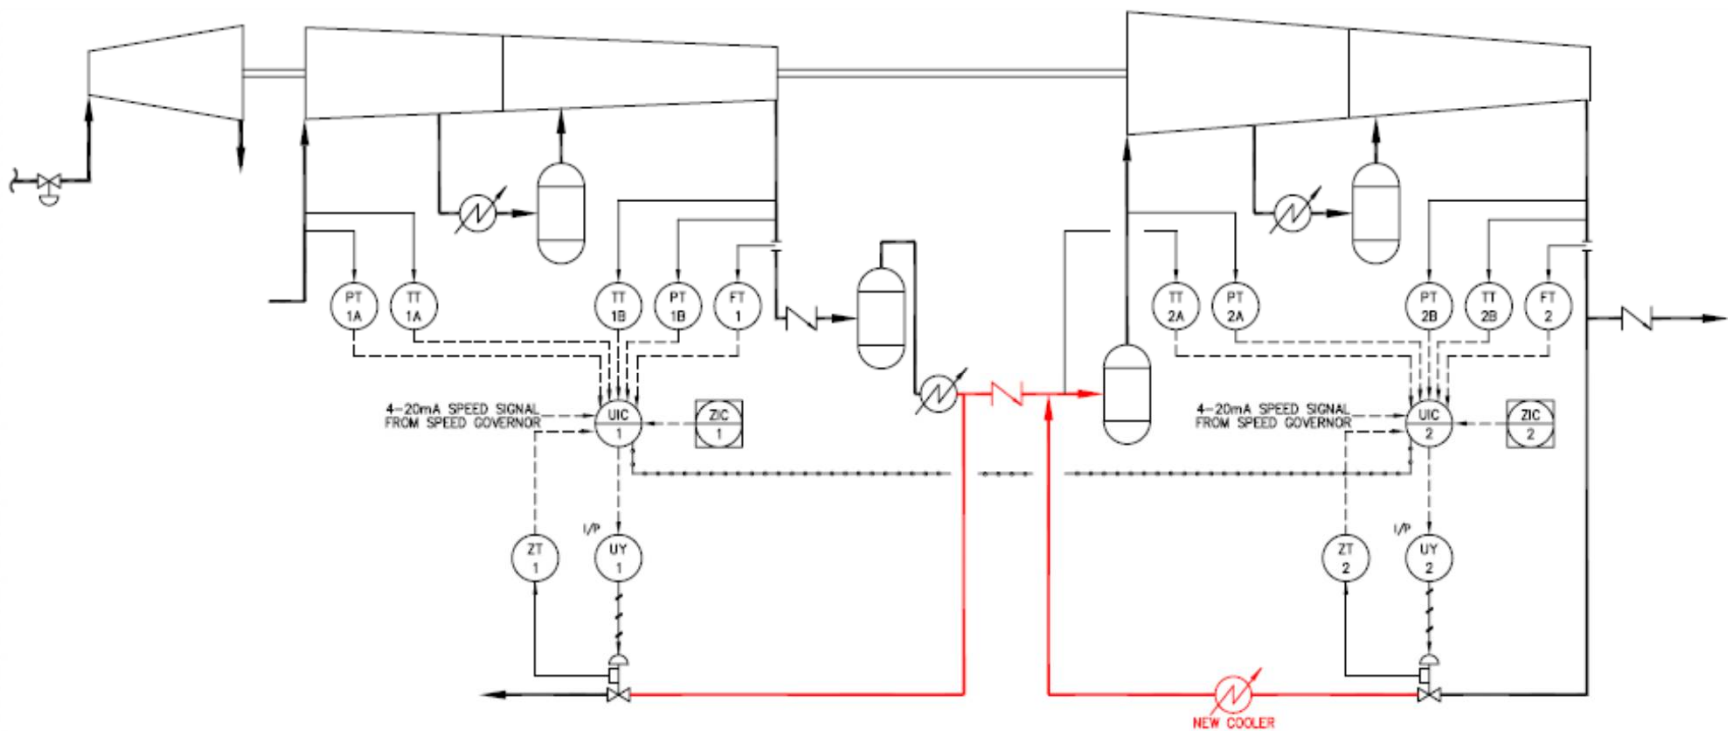 PT
1A
TT
1A
TT
1B
PT
1B
FT
1
TT
2A
PT
2A
PT
2B
TT
2B
FT
2
4-20mA SPEED SIGNAL
FROM SPEED GOVERNOR
UIC
1
ZIC
1
4-20mA SPEED SIGNAL
FROM SPEED GOVERNOR
UIC
2
ZIC
2
ZT
1
I/P
UY
1
ZT
2
I/P
UY
2
NEW COOLER